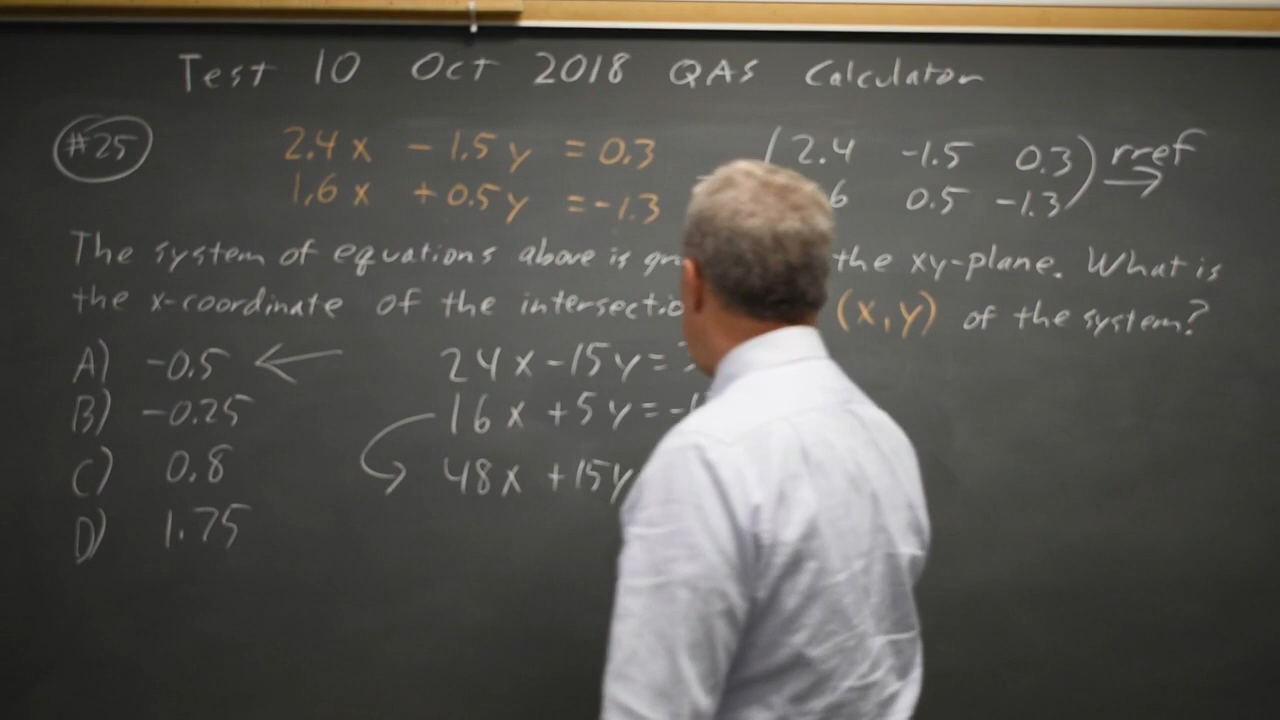 Test 10 Oct 2018 QAS Calculator
#25
2.4x - 1.5y = 0.3
1.6x + 0.5y = -1.3
(2.4 -1.5 0.3) rref →
6 0.5 -1.3
The system of equations above is the xy-plane. What is
the x-coordinate of the (x,y) of the system?
A) -0.5 ←
B) -0.25
C) 0.8
D) 1.75
24x - 15y =
16x + 5y = -
48x + 15y